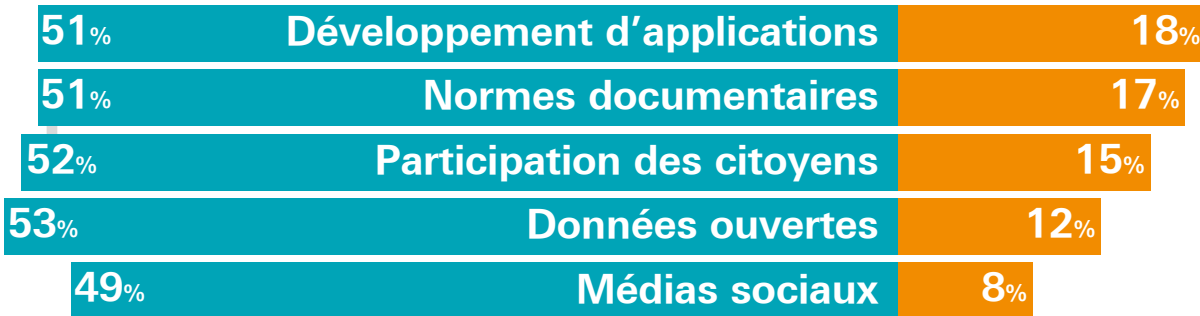 51% Développement d’applications 18%
51% Normes documentaires 17%
52% Participation des citoyens 15%
53% Données ouvertes 12%
49% Médias sociaux 8%